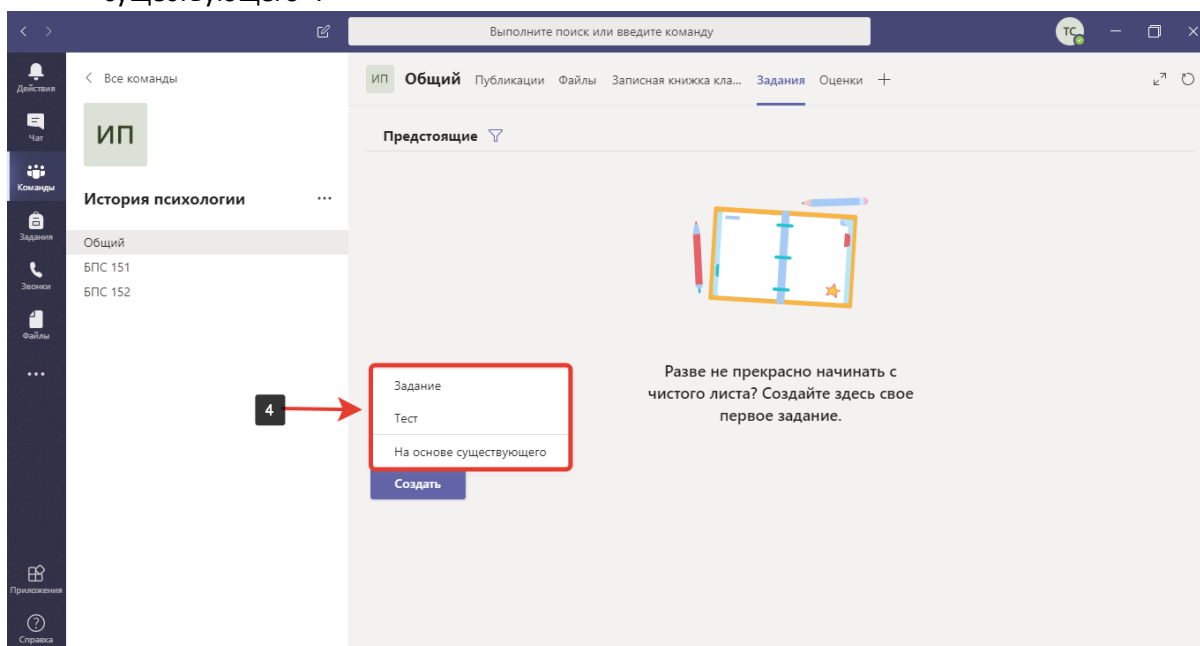 существующего".
Выполните поиск или введите команду
ТС
Действия
Чат
Команды
Задания
Звонки
Файлы
Приложения
Справка
Все команды
ИП
История психологии
Общий
БПС 151
БПС 152
ИП Общий Публикации Файлы Записная книжка кла... Задания Оценки
Предстоящие
Разве не прекрасно начинать с
чистого листа? Создайте здесь свое
первое задание.
4
Задание
Тест
На основе существующего
Создать